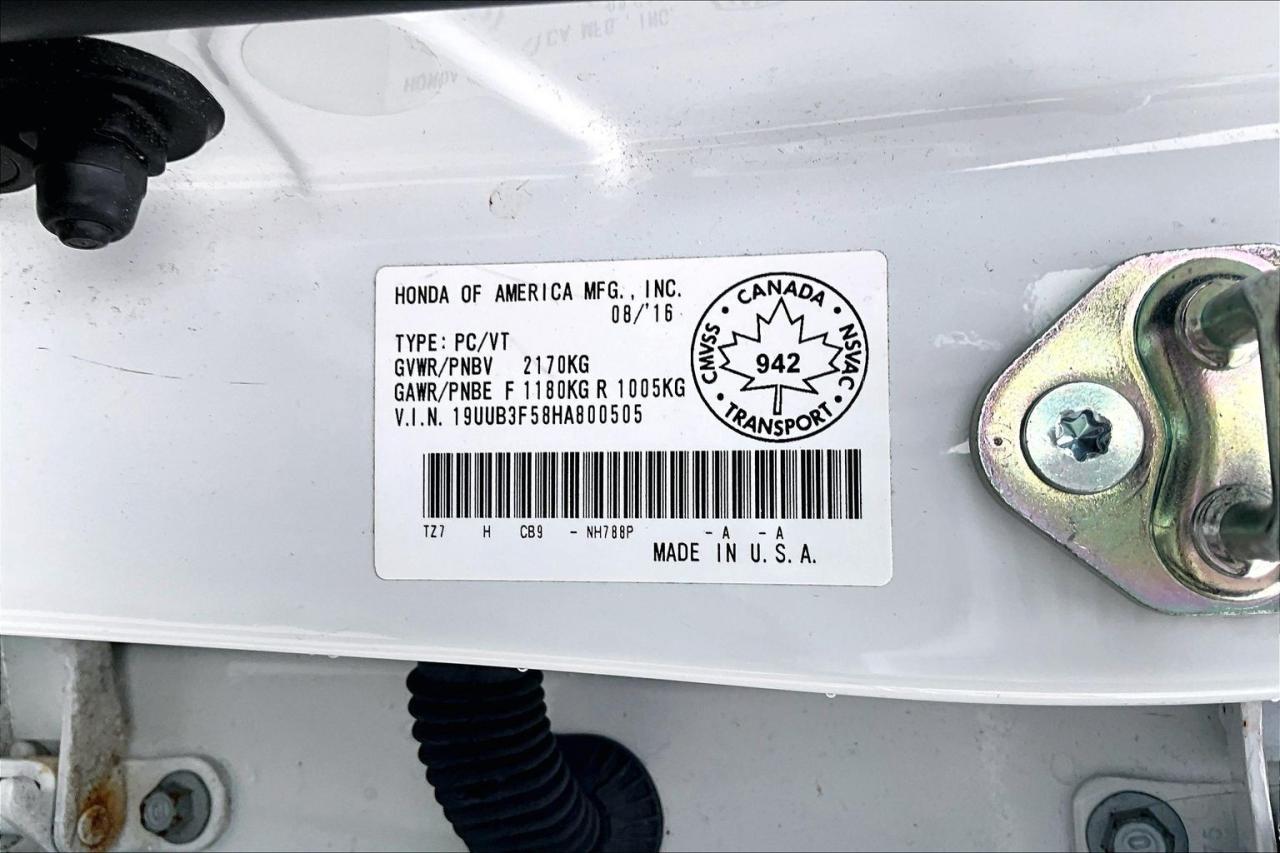 HONDA OF AMERICA MFG., INC.
08/'16
TYPE: PC/VT
GVWR/PNBV 2170KG
GAWR/PNBE F 1180KG R 1005KG
V.I.N. 19UUB3F58HA800505
CANADA
CMVSS
NSVAC
942
TRANSPORT
TZ7 H CB9 - NH788P - A - A
MADE IN U.S.A.